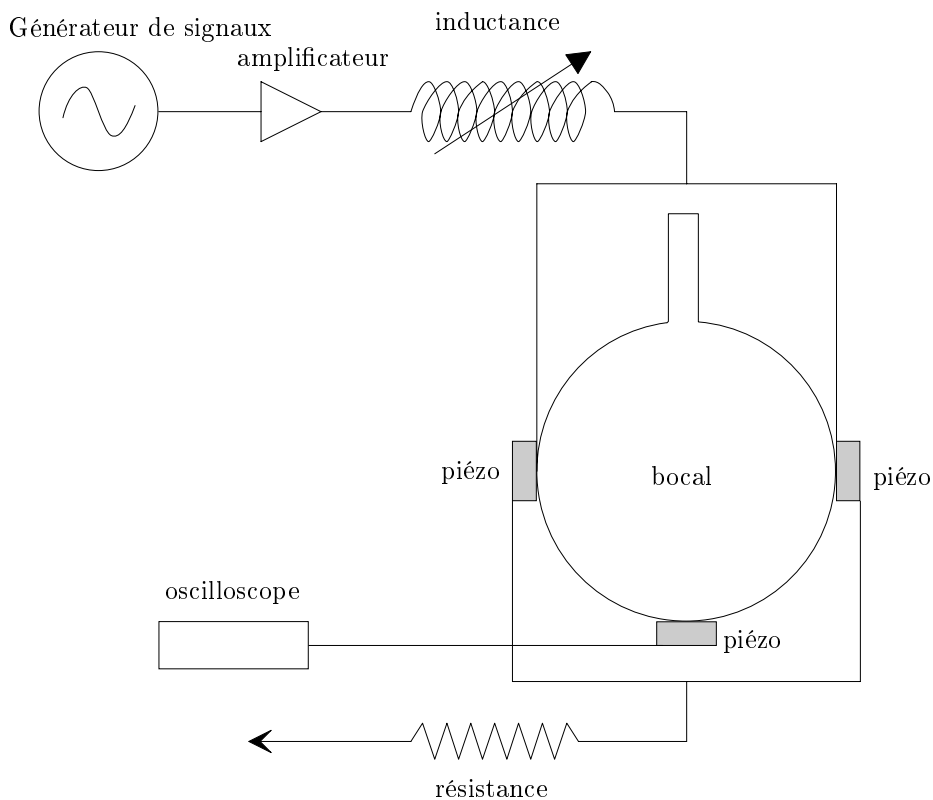 Générateur de signaux
inductance
amplificateur
piézo
bocal
piézo
oscilloscope
piézo
résistance